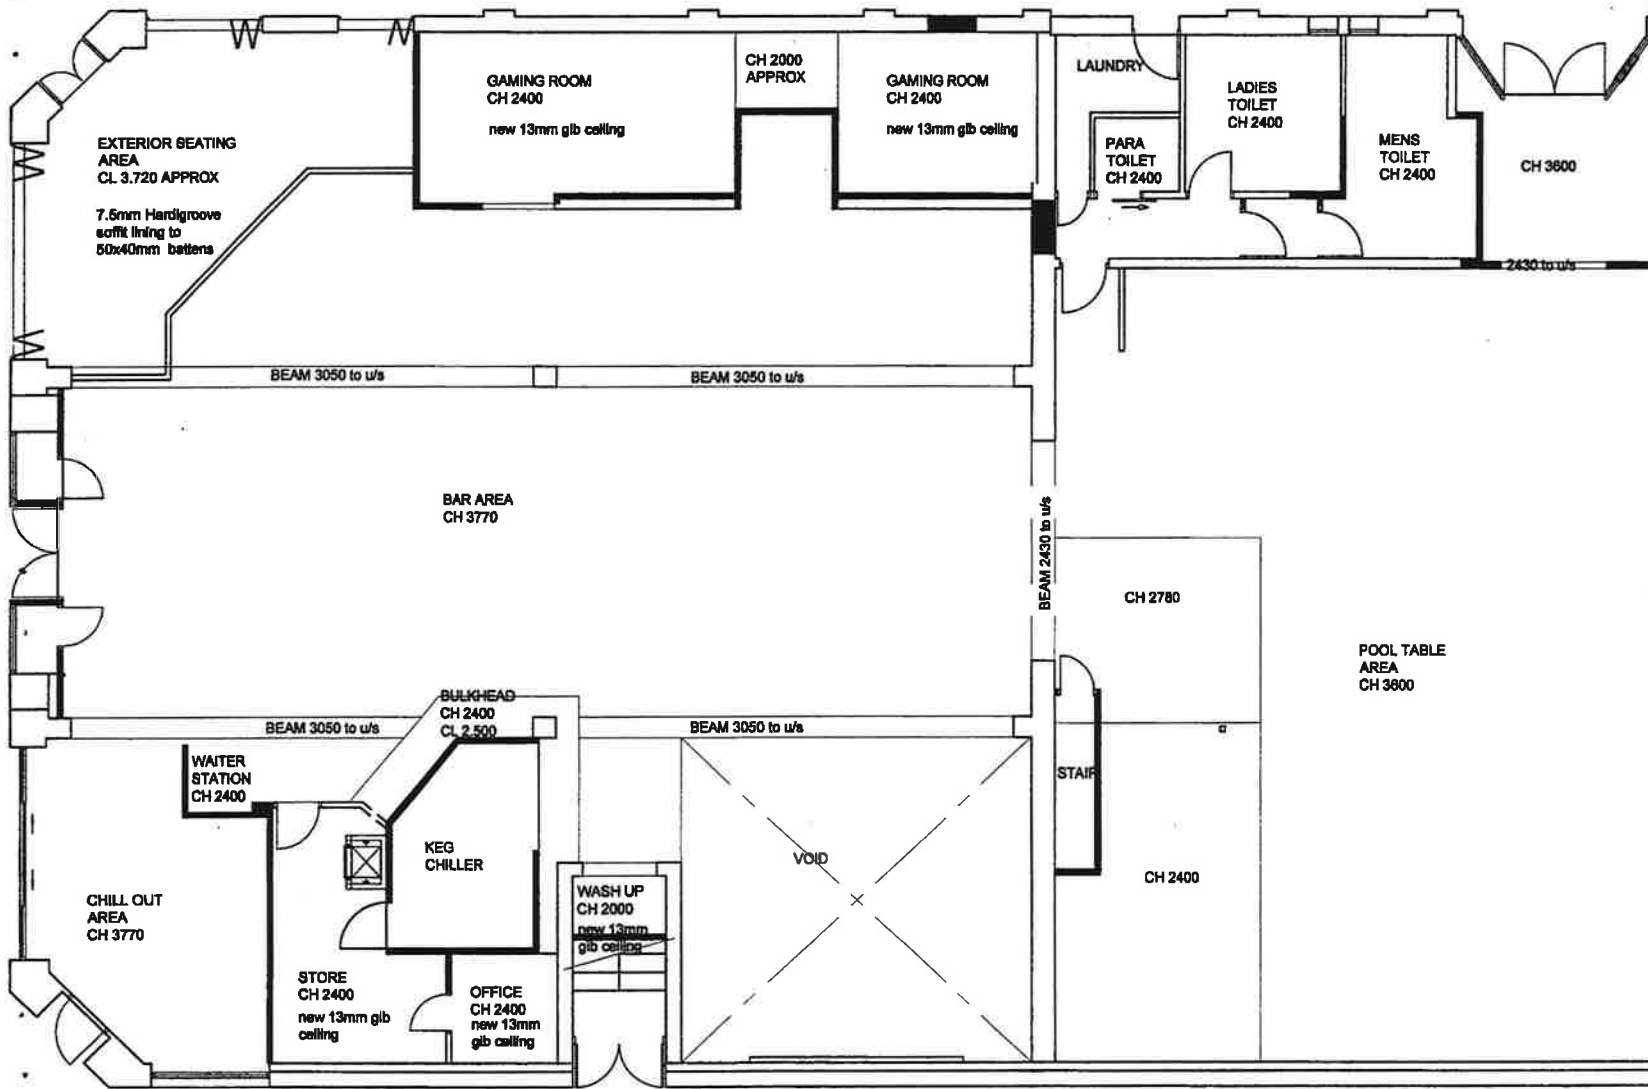 GAMING ROOM
CH 2400
new 13mm gib ceiling
CH 2000
APPROX
GAMING ROOM
CH 2400
new 13mm gib ceiling
LAUNDRY
LADIES
TOILET
CH 2400
PARA
TOILET
CH 2400
MENS
TOILET
CH 2400
CH 3600
2430 to u/s
EXTERIOR SEATING
AREA
CL 3.720 APPROX
7.5mm Hardigroove
soffit lining to
50x40mm battens
BEAM 3050 to u/s
BEAM 3050 to u/s
BAR AREA
CH 3770
BEAM 2430 to u/s
CH 2780
POOL TABLE
AREA
CH 3600
BULKHEAD
CH 2400
CL 2.500
BEAM 3050 to u/s
BEAM 3050 to u/s
WAITER
STATION
CH 2400
STAIR
KEG
CHILLER
VOID
CH 2400
CHILL OUT
AREA
CH 3770
WASH UP
CH 2000
new 13mm
gib ceiling
STORE
CH 2400
new 13mm gib
ceiling
OFFICE
CH 2400
new 13mm
gib ceiling